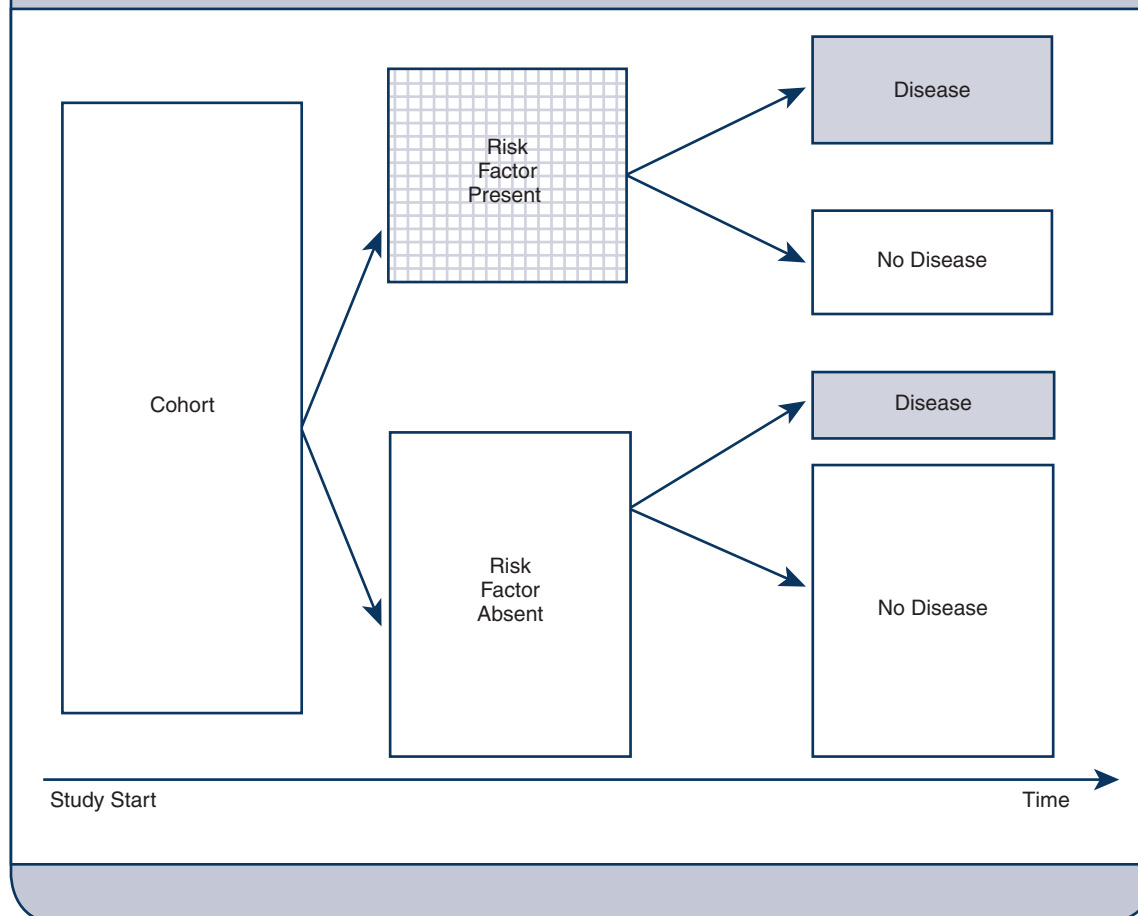 Cohort
Risk
Factor
Present
Disease
No Disease
Risk
Factor
Absent
Disease
No Disease
Study Start
Time